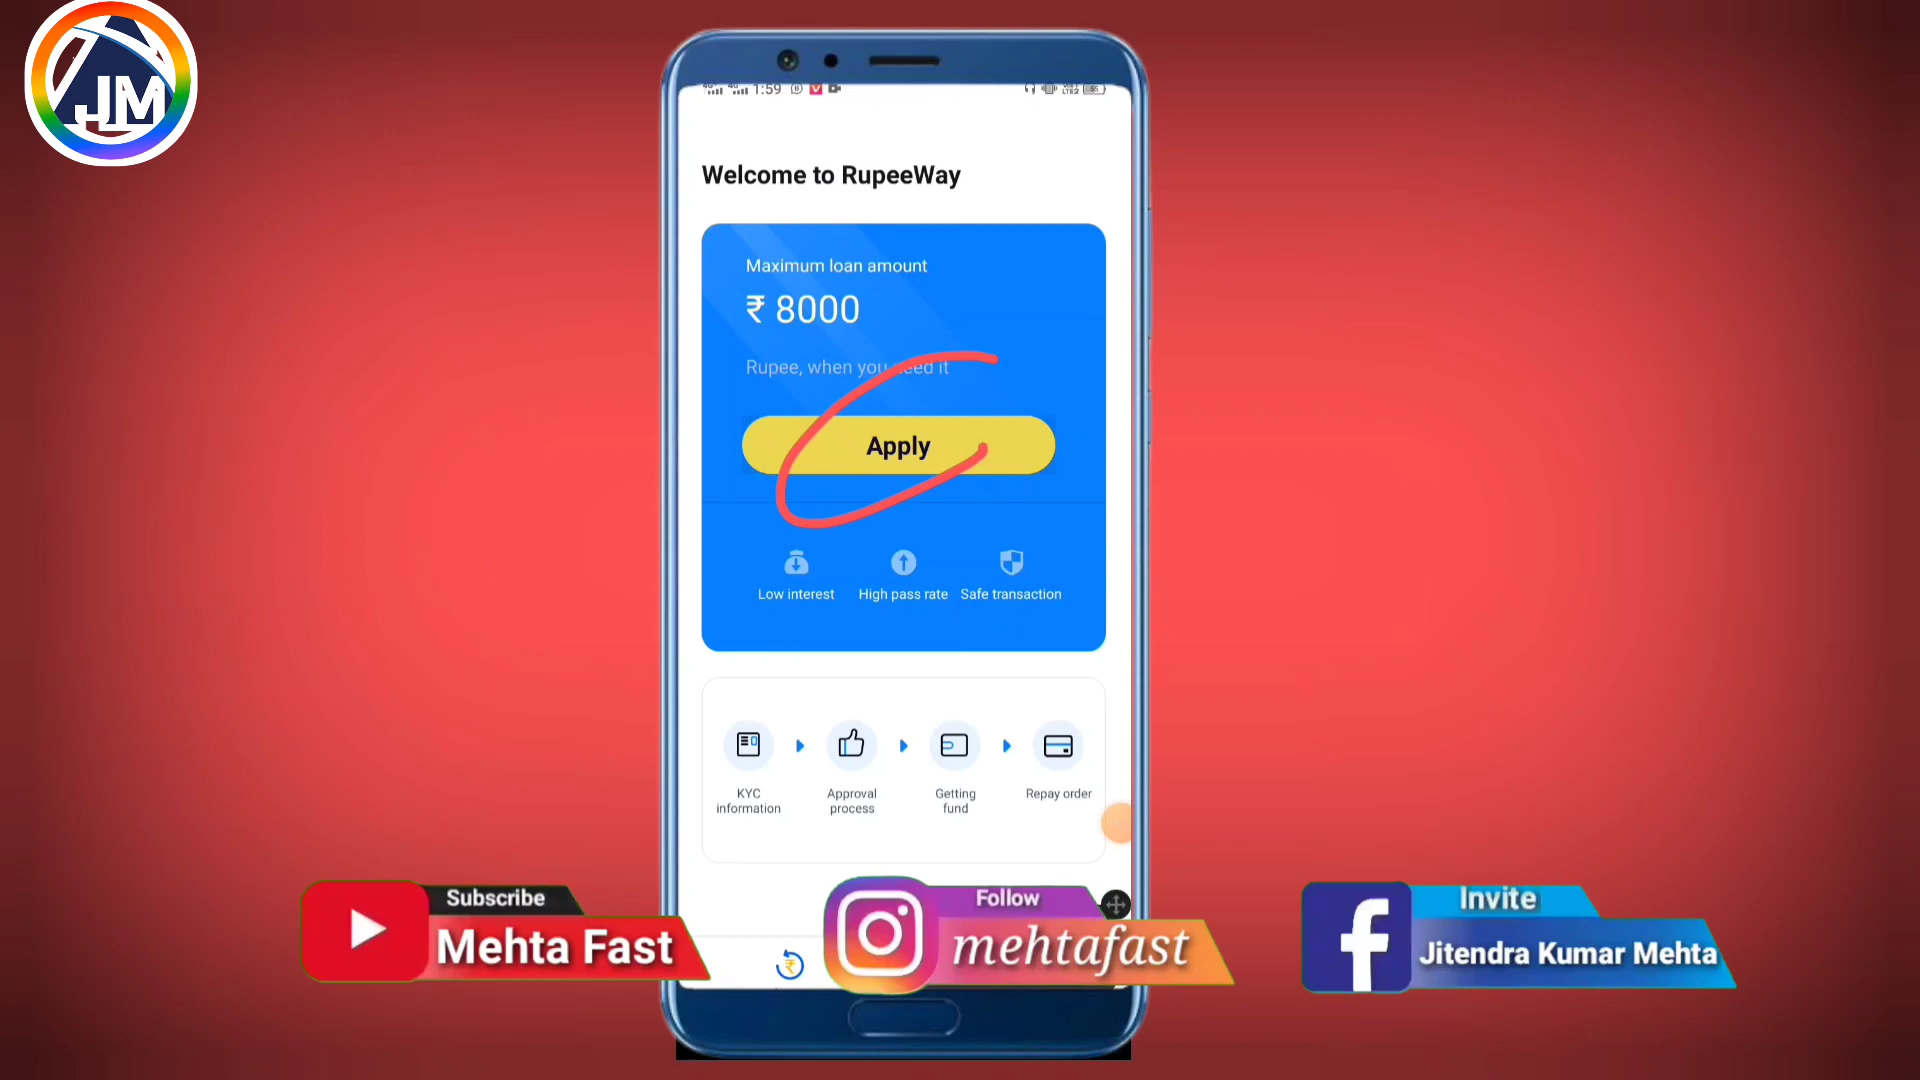 JM
1:59
Welcome to RupeeWay
Maximum loan amount
₹ 8000
Rupee, when you need it
Apply
Low interest
High pass rate
Safe transaction
KYC
information
Approval
process
Getting
fund
Repay order
Subscribe
Mehta Fast
Follow
mehtafast
Invite
Jitendra Kumar Mehta